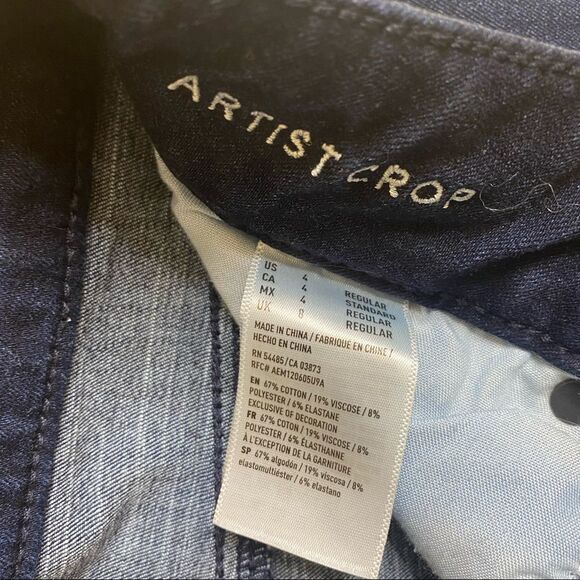 ARTIST CROP
US 4 REGULAR
CA 4 STANDARD
MX 4 REGULAR
UK 8 REGULAR
MADE IN CHINA / FABRIQUE EN CHINE /
HECHO EN CHINA
RN 54485/CA 03873
RFC# AEM120605U9A
EN 67% COTTON / 19% VISCOSE / 8%
POLYESTER / 6% ELASTANE
EXCLUSIVE OF DECORATION
FR 67% COTON / 19% VISCOSE / 8%
POLYESTER / 6% ÉLASTHANNE
À L'EXCEPTION DE LA GARNITURE
SP 67% algodón / 19% viscosa / 8%
elastomultiéster / 6% elastano